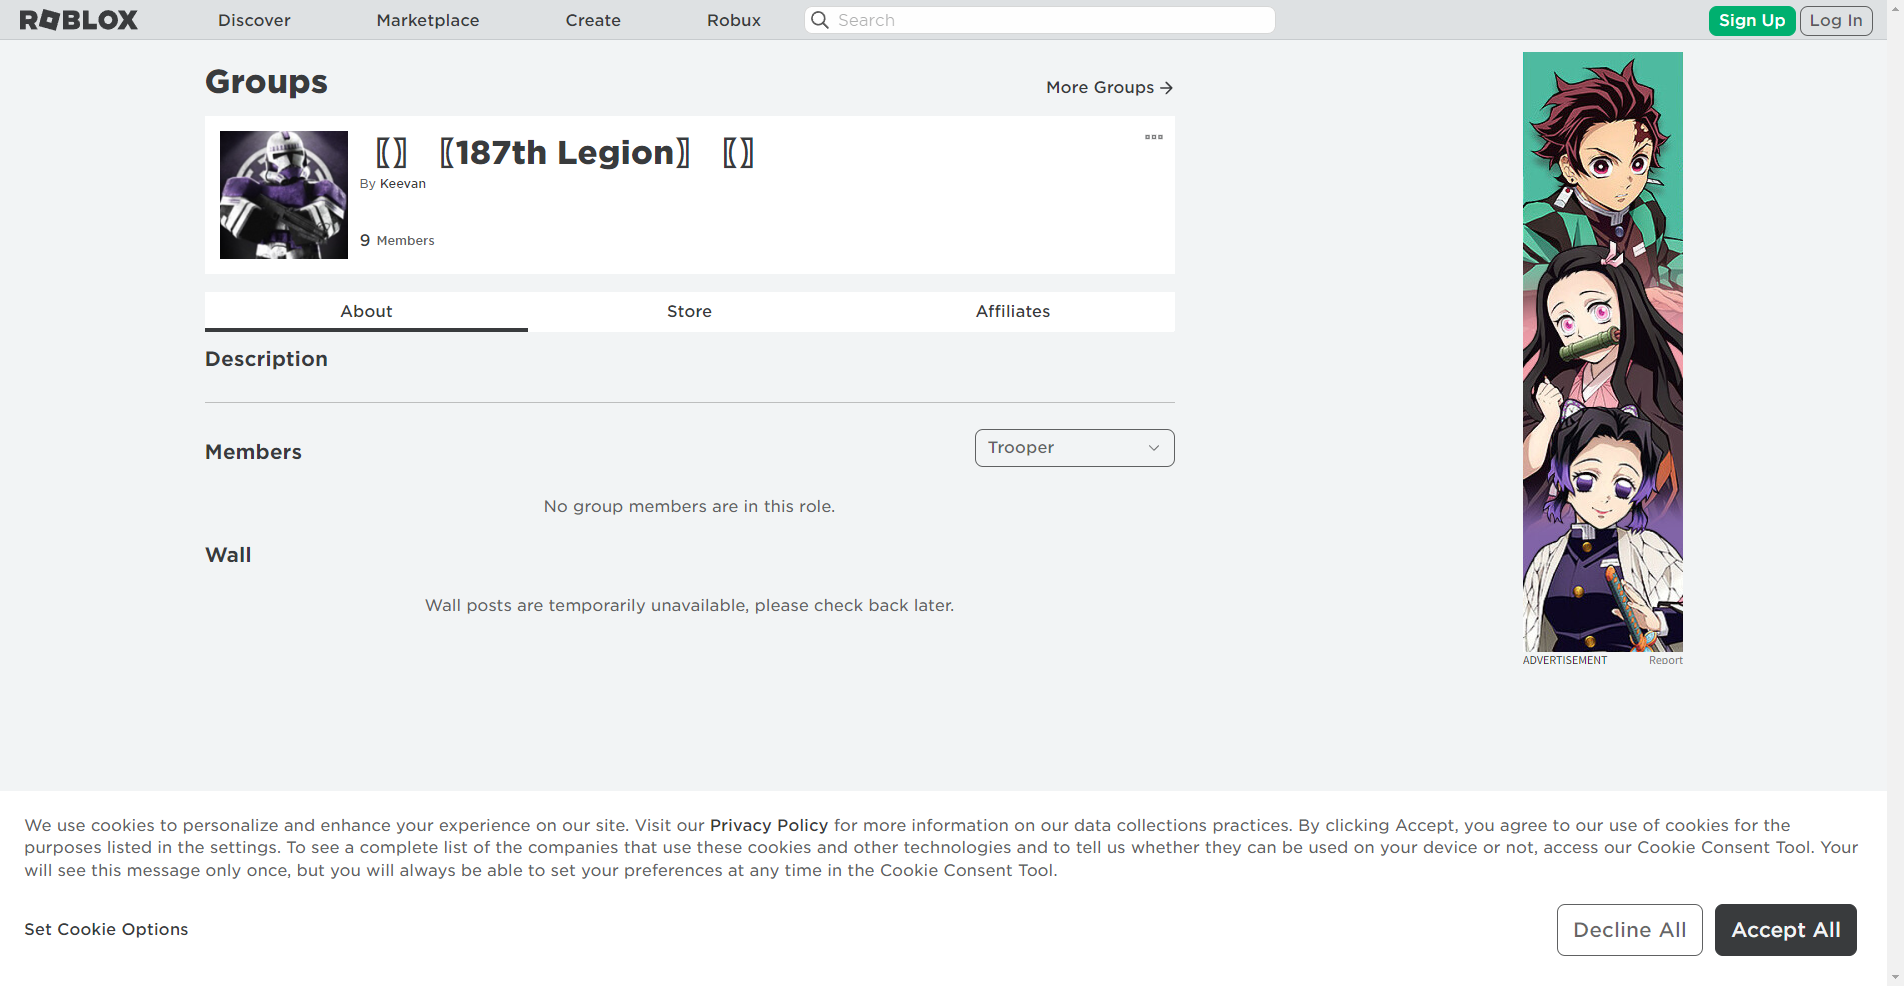 ROBLOX Discover Marketplace Create Robux Search Sign Up Log In
Groups
More Groups →
〖〗 〖187th Legion〗 〖〗
By Keevan
9 Members
About Store Affiliates
Description
Members
Trooper
No group members are in this role.
Wall
Wall posts are temporarily unavailable, please check back later.
ADVERTISEMENT Report
We use cookies to personalize and enhance your experience on our site. Visit our Privacy Policy for more information on our data collections practices. By clicking Accept, you agree to our use of cookies for the
purposes listed in the settings. To see a complete list of the companies that use these cookies and other technologies and to tell us whether they can be used on your device or not, access our Cookie Consent Tool. Your
will see this message only once, but you will always be able to set your preferences at any time in the Cookie Consent Tool.
Set Cookie Options
Decline All
Accept All